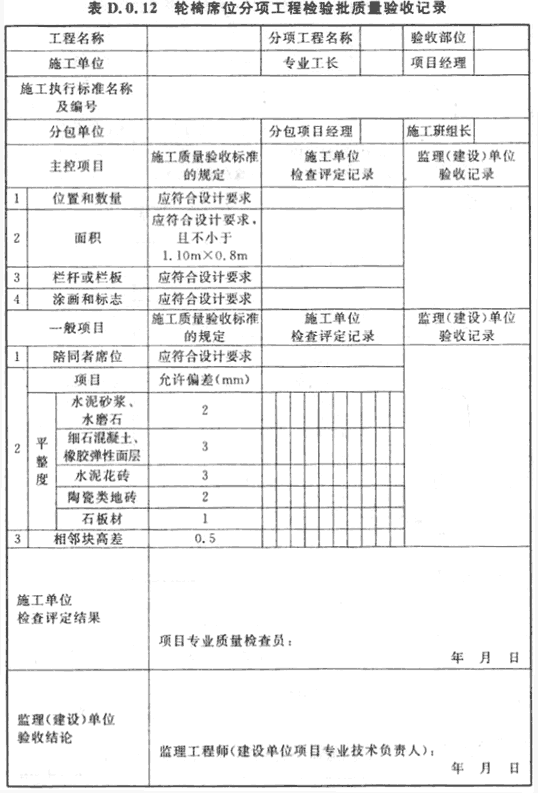 表 D.0.12 轮椅席位分项工程检验批质量验收记录
工程名称 分项工程名称 验收部位
施工单位 专业工长 项目经理
施工执行标准名称
及编号
分包单位 分包项目经理 施工班组长
主控项目 施工质量验收标准
的规定 施工单位
检查评定记录 监理(建设)单位
验收记录
1 位置和数量 应符合设计要求
2 面积 应符合设计要求,
且不小于
1.10m×0.8m
3 栏杆或栏板 应符合设计要求
4 涂画和标志 应符合设计要求
一般项目 施工质量验收标准
的规定 施工单位
检查评定记录 监理(建设)单位
验收记录
1 陪同者席位 应符合设计要求
2 平整度 项目 允许偏差(mm)
水泥砂浆、
水磨石 2
细石混凝土、
橡胶弹性面层 3
水泥花砖 3
陶瓷类地砖 2
石板材 1
3 相邻块高差 0.5
施工单位
检查评定结果
项目专业质量检查员:
年 月 日
监理(建设)单位
验收结论
监理工程师(建设单位项目专业技术负责人):
年 月 日